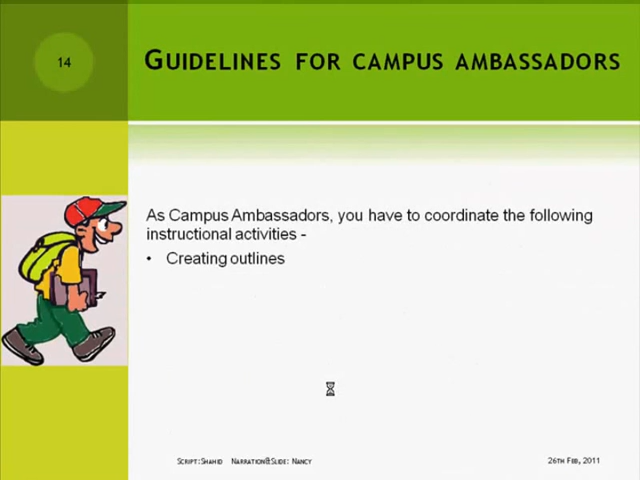 14
GUIDELINES FOR CAMPUS AMBASSADORS
As Campus Ambassadors, you have to coordinate the following
instructional activities -
• Creating outlines
SCRIPT:SHAHID NARRATION&SLIDE: NANCY
26TH FEB, 2011